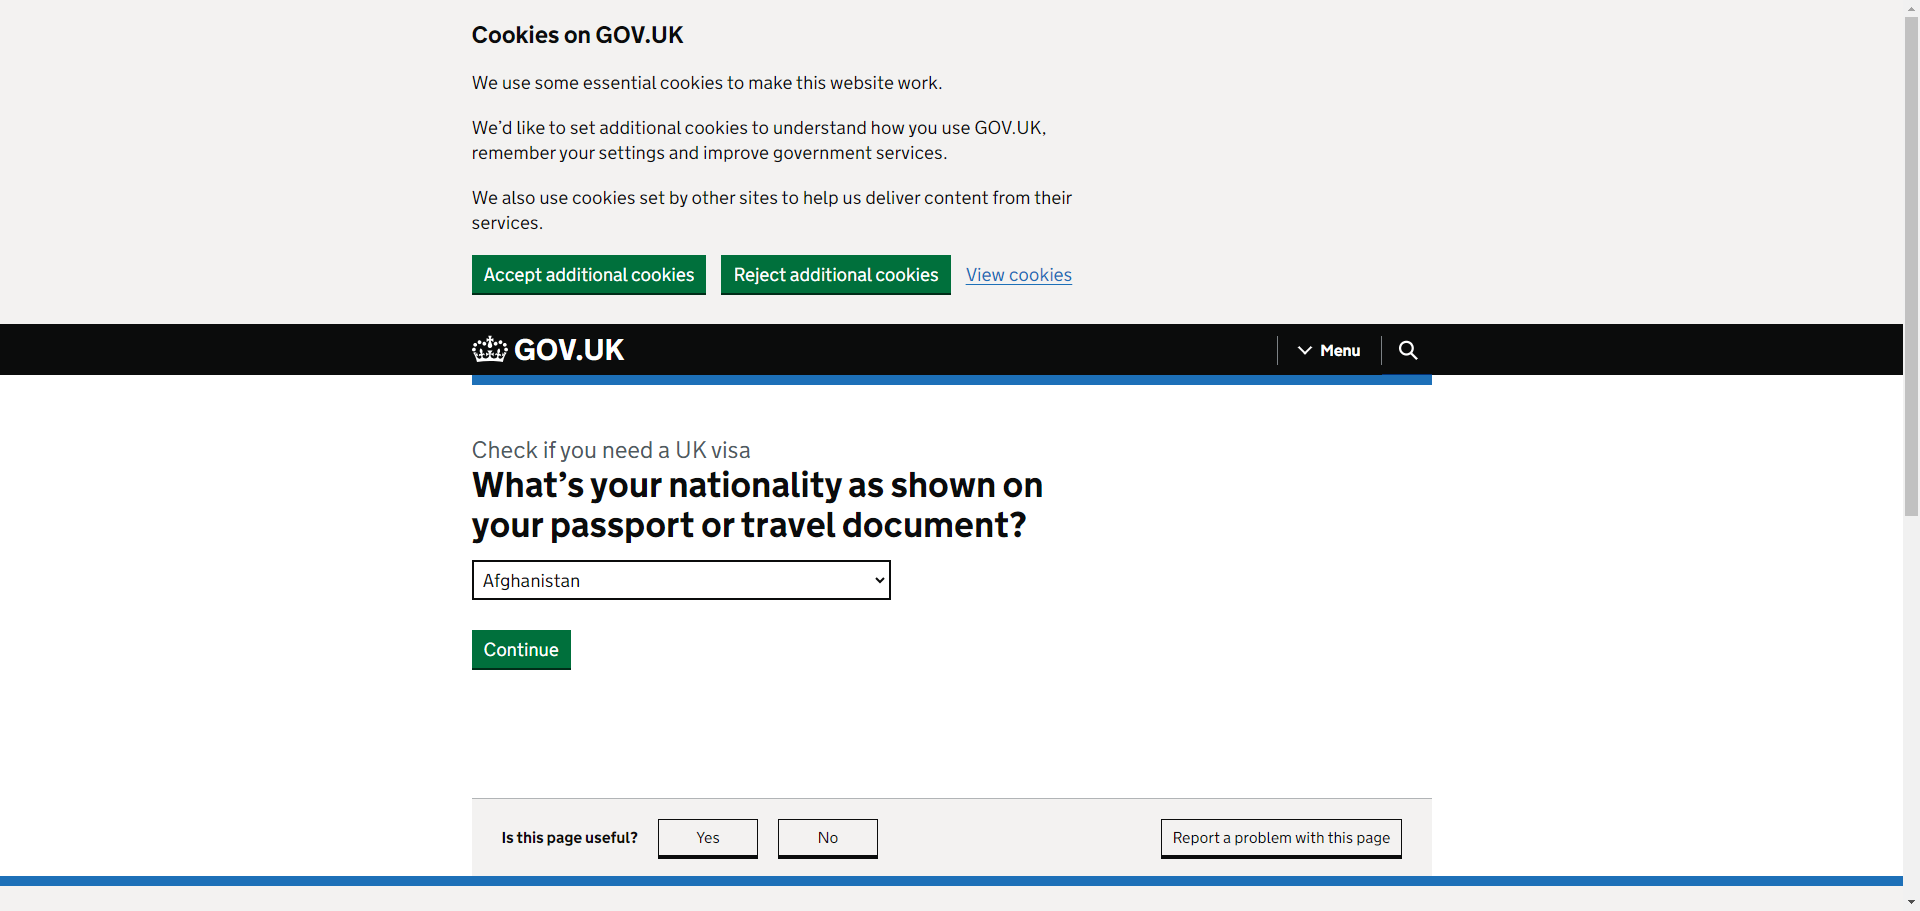 Cookies on GOV.UK
We use some essential cookies to make this website work.
We’d like to set additional cookies to understand how you use GOV.UK,
remember your settings and improve government services.
We also use cookies set by other sites to help us deliver content from their
services.
Accept additional cookies Reject additional cookies View cookies
GOV.UK Menu
Check if you need a UK visa
What’s your nationality as shown on
your passport or travel document?
Afghanistan
Continue
Is this page useful? Yes No Report a problem with this page